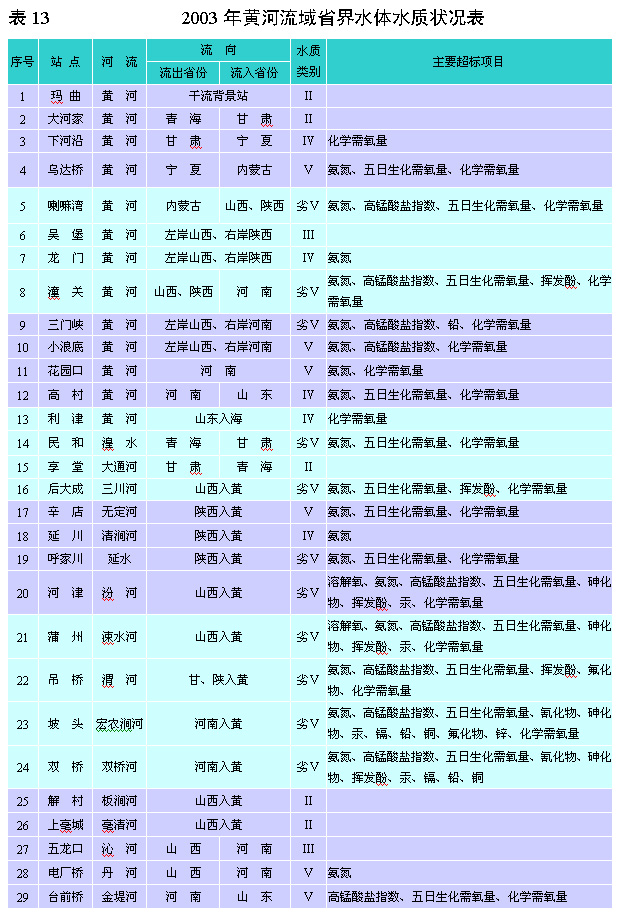 表 13 2003 年黄河流域省界水体水质状况表
序号 站 点 河 流 流 向 水质类别 主要超标项目
流出省份 流入省份
1 玛 曲 黄 河 干流背景站 II
2 大河家 黄 河 青 海 甘 肃 II
3 下河沿 黄 河 甘 肃 宁 夏 IV 化学需氧量
4 乌达桥 黄 河 宁 夏 内蒙古 V 氨氮、五日生化需氧量、化学需氧量
5 喇嘛湾 黄 河 内蒙古 山西、陕西 劣V 氨氮、高锰酸盐指数、五日生化需氧量、化学需氧量
6 吴 堡 黄 河 左岸山西、右岸陕西 III
7 龙 门 黄 河 左岸山西、右岸陕西 IV 氨氮
8 潼 关 黄 河 山西、陕西 河 南 劣V 氨氮、高锰酸盐指数、五日生化需氧量、挥发酚、化学
需氧量
9 三门峡 黄 河 左岸山西、右岸河南 劣V 氨氮、高锰酸盐指数、铅、化学需氧量
10 小浪底 黄 河 左岸山西、右岸河南 V 氨氮、高锰酸盐指数、化学需氧量
11 花园口 黄 河 河 南 V 氨氮、化学需氧量
12 高 村 黄 河 河 南 山 东 IV 氨氮、五日生化需氧量、化学需氧量
13 利 津 黄 河 山东入海 IV 化学需氧量
14 民 和 湟 水 青 海 甘 肃 劣V 氨氮、五日生化需氧量、化学需氧量
15 享 堂 大通河 甘 肃 青 海 II
16 后大成 三川河 山西入黄 劣V 氨氮、五日生化需氧量、挥发酚、化学需氧量
17 辛 店 无定河 陕西入黄 V 氨氮、五日生化需氧量、化学需氧量
18 延 川 清涧河 陕西入黄 IV 氨氮
19 呼家川 延水 陕西入黄 劣V 氨氮、五日生化需氧量、化学需氧量
20 河 津 汾 河 山西入黄 劣V 溶解氧、氨氮、高锰酸盐指数、五日生化需氧量、砷化
物、挥发酚、汞、化学需氧量
21 蒲 州 涑水河 山西入黄 劣V 溶解氧、氨氮、高锰酸盐指数、五日生化需氧量、砷化
物、挥发酚、汞、化学需氧量
22 吊 桥 渭 河 甘、陕入黄 劣V 氨氮、高锰酸盐指数、五日生化需氧量、挥发酚、氟化
物、化学需氧量
23 坡 头 宏农涧河 河南入黄 劣V 氨氮、高锰酸盐指数、五日生化需氧量、氰化物、砷化
物、汞、镉、铅、铜、氟化物、锌、化学需氧量
24 双 桥 双桥河 河南入黄 劣V 氨氮、高锰酸盐指数、五日生化需氧量、氰化物、砷化
物、挥发酚、汞、镉、铅、铜
25 解 村 板涧河 山西入黄 II
26 上亳城 亳清河 山西入黄 II
27 五龙口 沁 河 山 西 河 南 III
28 电厂桥 丹 河 山 西 河 南 V 氨氮
29 台前桥 金堤河 河 南 山 东 V 高锰酸盐指数、五日生化需氧量、化学需氧量